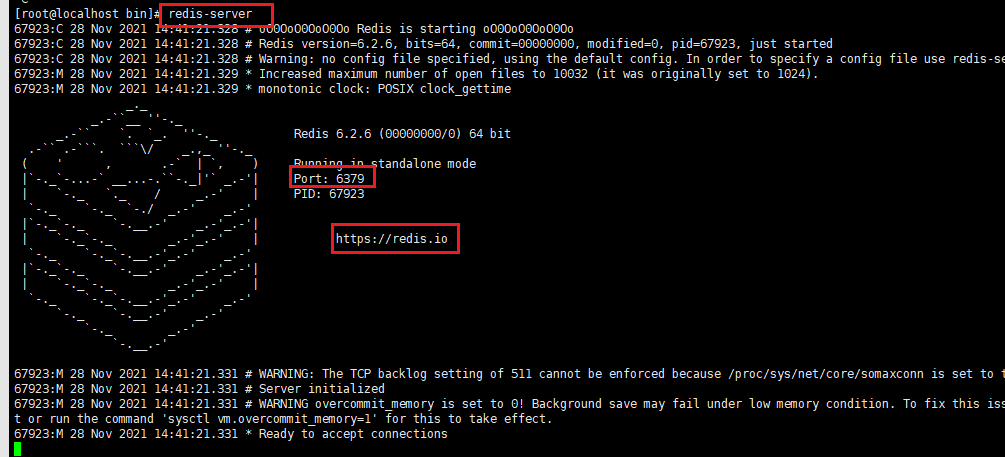 [root@localhost bin]# redis-server
67923:C 28 Nov 2021 14:41:21.328 # oO0OoO0OoO0Oo Redis is starting oO0OoO0OoO0Oo
67923:C 28 Nov 2021 14:41:21.328 # Redis version=6.2.6, bits=64, commit=00000000, modified=0, pid=67923, just started
67923:C 28 Nov 2021 14:41:21.328 # Warning: no config file specified, using the default config. In order to specify a config file use redis-se
67923:M 28 Nov 2021 14:41:21.329 * Increased maximum number of open files to 10032 (it was originally set to 1024).
67923:M 28 Nov 2021 14:41:21.329 * monotonic clock: POSIX clock_gettime
Redis 6.2.6 (00000000/0) 64 bit
Running in standalone mode
Port: 6379
PID: 67923
https://redis.io
67923:M 28 Nov 2021 14:41:21.331 # WARNING: The TCP backlog setting of 511 cannot be enforced because /proc/sys/net/core/somaxconn is set to t
67923:M 28 Nov 2021 14:41:21.331 # Server initialized
67923:M 28 Nov 2021 14:41:21.331 # WARNING overcommit_memory is set to 0! Background save may fail under low memory condition. To fix this iss
t or run the command 'sysctl vm.overcommit_memory=1' for this to take effect.
67923:M 28 Nov 2021 14:41:21.331 * Ready to accept connections